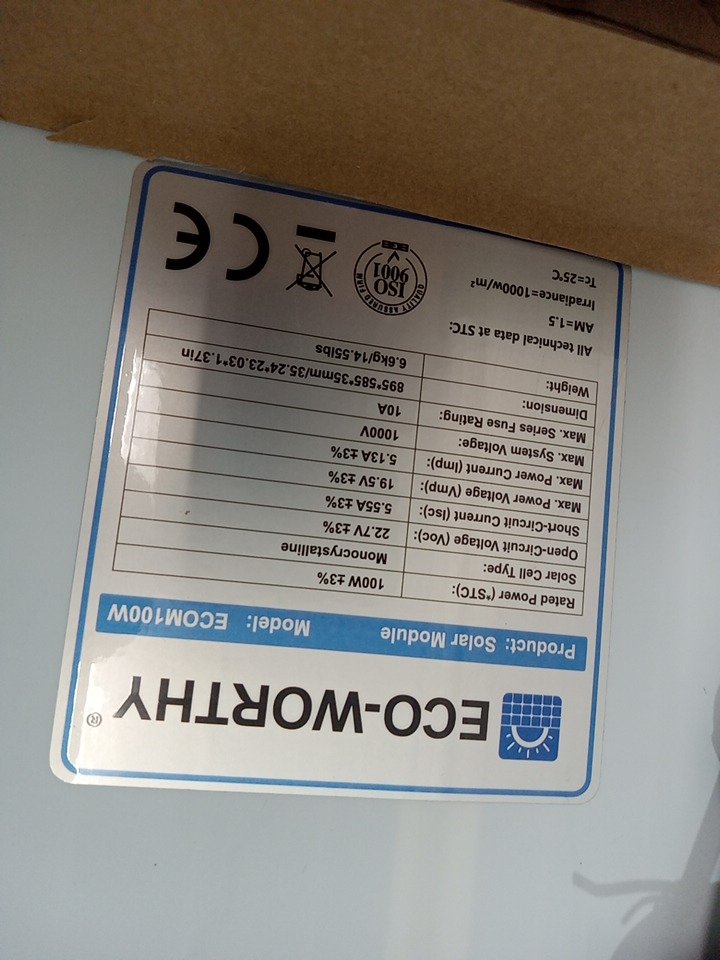 ECO-WORTHY®
Product: Solar Module Model: ECOM100W
Rated Power (*STC): 100W ±3%
Solar Cell Type: Monocrystalline
Open-Circuit Voltage (Voc): 22.7V ±3%
Short-Circuit Current (Isc): 5.55A ±3%
Max. Power Voltage (Vmp): 19.5V ±3%
Max. Power Current (Imp): 5.13A ±3%
Max. System Voltage: 1000V
Max. Series Fuse Rating: 10A
Dimension: 895*585*35mm/35.24*23.03*1.37in
Weight: 6.6kg/14.55lbs
All technical data at STC:
AM=1.5
Irradiance=1000w/m²
Tc=25°C
QUALITY ASSURED FIRM
ISO
9001
CE